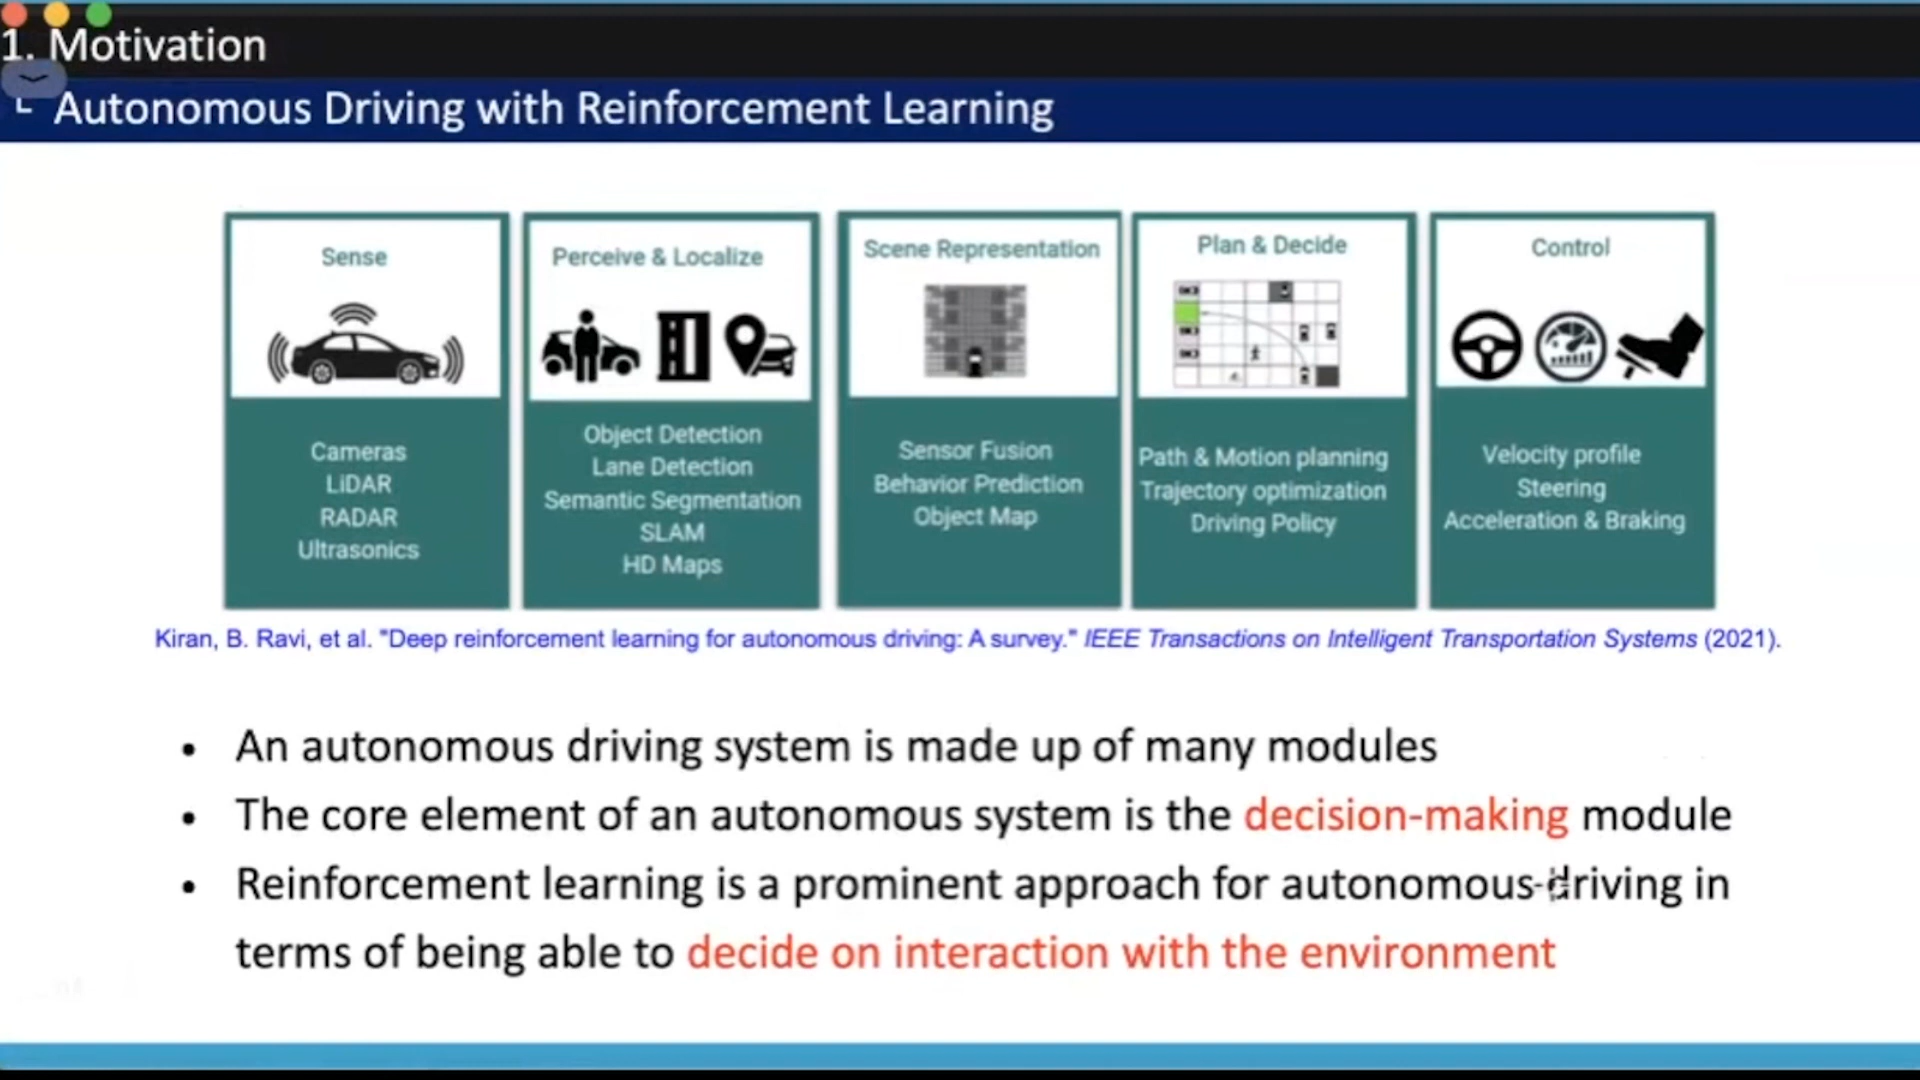 1. Motivation
└ Autonomous Driving with Reinforcement Learning
Sense
Cameras
LiDAR
RADAR
Ultrasonics
Perceive & Localize
Object Detection
Lane Detection
Semantic Segmentation
SLAM
HD Maps
Scene Representation
Sensor Fusion
Behavior Prediction
Object Map
Plan & Decide
Path & Motion planning
Trajectory optimization
Driving Policy
Control
Velocity profile
Steering
Acceleration & Braking
Kiran, B. Ravi, et al. "Deep reinforcement learning for autonomous driving: A survey." IEEE Transactions on Intelligent Transportation Systems (2021).
• An autonomous driving system is made up of many modules
• The core element of an autonomous system is the decision-making module
• Reinforcement learning is a prominent approach for autonomous driving in
terms of being able to decide on interaction with the environment